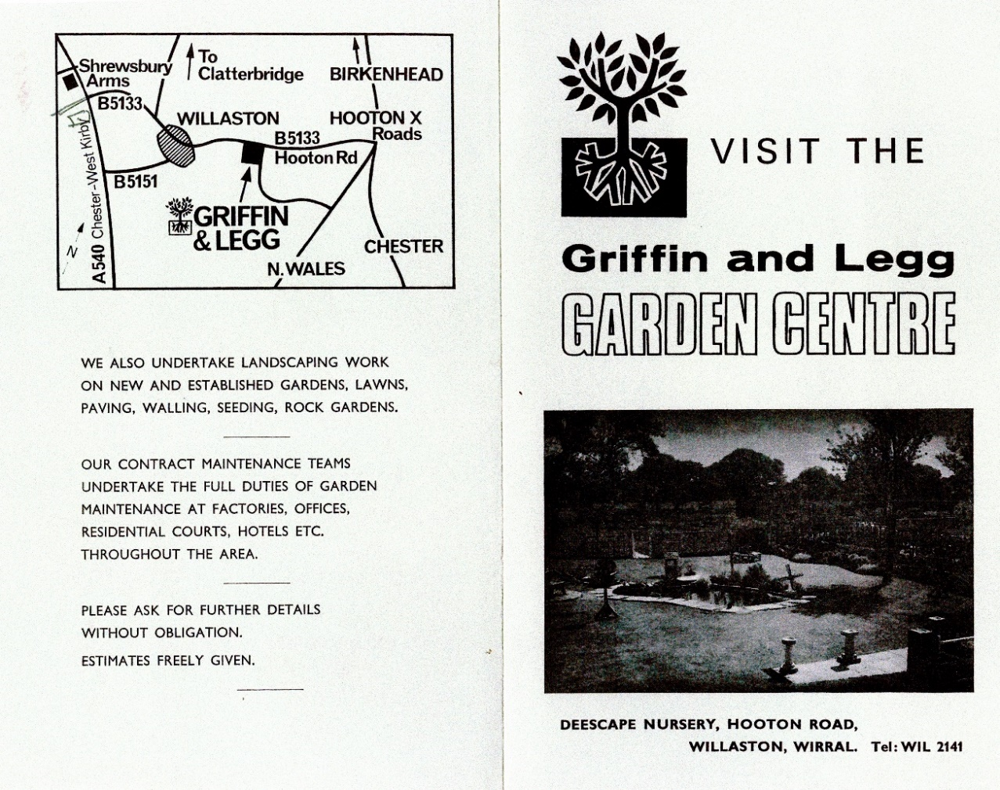 Shrewsbury
Arms
To
Clatterbridge
BIRKENHEAD
B5133
WILLASTON
HOOTON X
Roads
B5133
Hooton Rd
B5151
GRIFFIN
& LEGG
A540 Chester-West Kirby
N
CHESTER
N. WALES
WE ALSO UNDERTAKE LANDSCAPING WORK
ON NEW AND ESTABLISHED GARDENS, LAWNS,
PAVING, WALLING, SEEDING, ROCK GARDENS.
OUR CONTRACT MAINTENANCE TEAMS
UNDERTAKE THE FULL DUTIES OF GARDEN
MAINTENANCE AT FACTORIES, OFFICES,
RESIDENTIAL COURTS, HOTELS ETC.
THROUGHOUT THE AREA.
PLEASE ASK FOR FURTHER DETAILS
WITHOUT OBLIGATION.
ESTIMATES FREELY GIVEN.
VISIT THE
Griffin and Legg
GARDEN CENTRE
DEESCAPE NURSERY, HOOTON ROAD,
WILLASTON, WIRRAL. Tel: WIL 2141